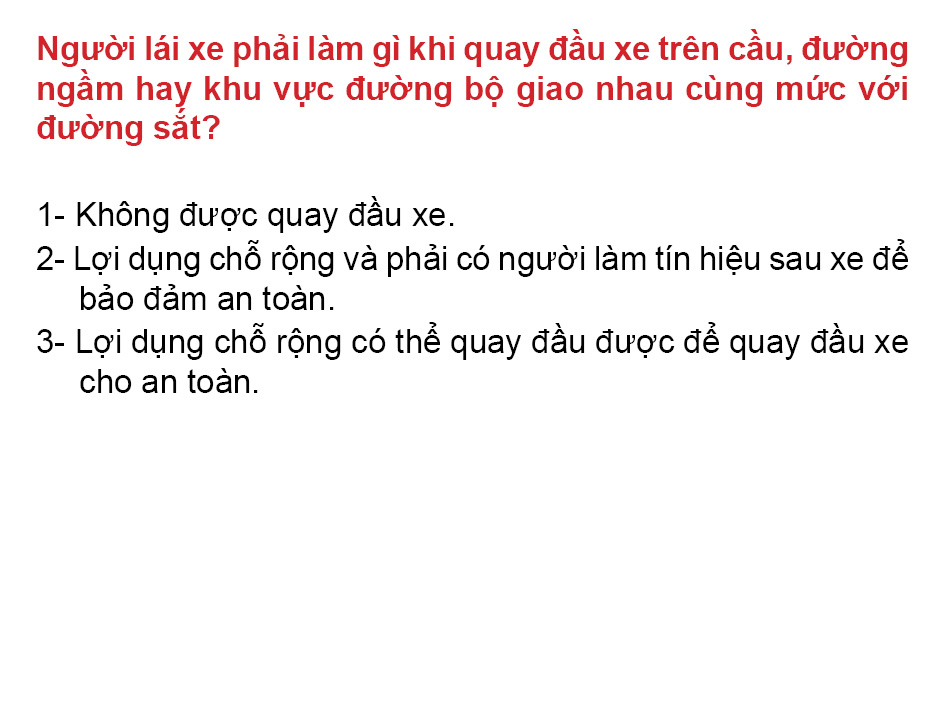 Người lái xe phải làm gì khi quay đầu xe trên cầu, đường
ngầm hay khu vực đường bộ giao nhau cùng mức với
đường sắt?
1- Không được quay đầu xe.
2- Lợi dụng chỗ rộng và phải có người làm tín hiệu sau xe để
bảo đảm an toàn.
3- Lợi dụng chỗ rộng có thể quay đầu được để quay đầu xe
cho an toàn.